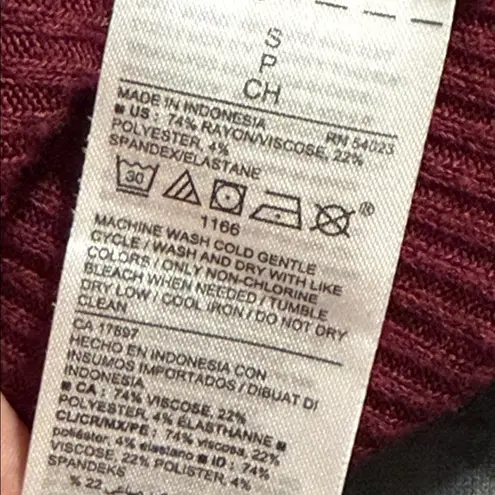 S
P
CH
MADE IN INDONESIA RN 54023
■ US : 74% RAYON/VISCOSE, 22%
POLYESTER, 4%
SPANDEX/ELASTANE
30 ®
1166
MACHINE WASH COLD GENTLE
CYCLE / WASH AND DRY WITH LIKE
COLORS / ONLY NON-CHLORINE
BLEACH WHEN NEEDED / TUMBLE
DRY LOW / COOL IRON / DO NOT DRY
CLEAN
CA 17897
HECHO EN INDONESIA CON
INSUMOS IMPORTADOS / DIBUAT DI
INDONESIA
■ CA : 74% VISCOSE, 22%
POLYESTER, 4% ÉLASTHANNE ■
CL/CR/MX/PE : 74% viscosa, 22%
poliéster, 4% elastano ■ ID : 74%
VISCOSE, 22% POLISTER, 4%
SPANDEKS
% 22